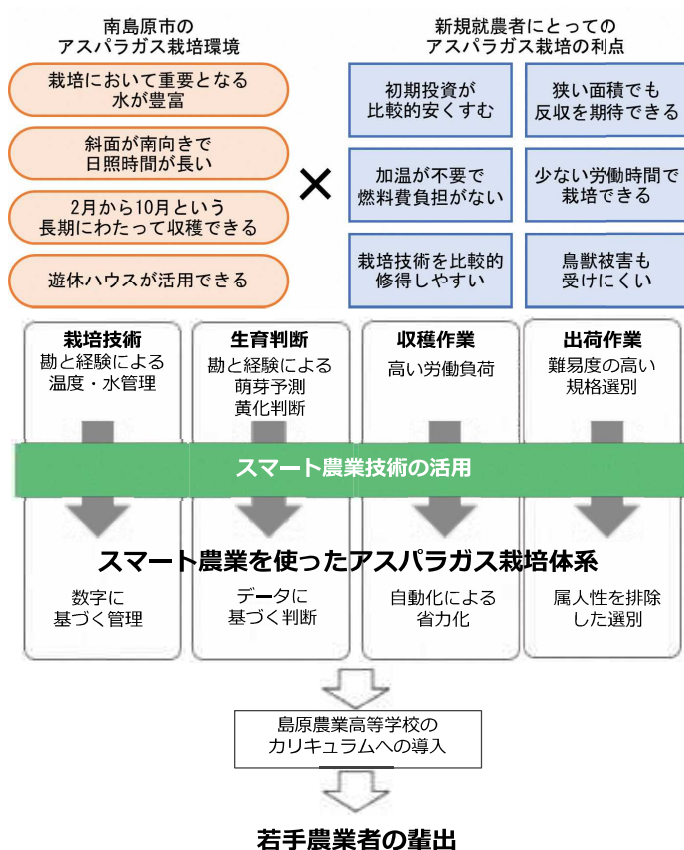 南島原市の
アスパラガス栽培環境
栽培において重要となる
水が豊富
斜面が南向きで
日照時間が長い
2月から10月という
長期にわたって収穫できる
遊休ハウスが活用できる
×
新規就農者にとっての
アスパラガス栽培の利点
初期投資が
比較的安くすむ
狭い面積でも
反収を期待できる
加温が不要で
燃料費負担がない
少ない労働時間で
栽培できる
栽培技術を比較的
修得しやすい
鳥獣被害も
受けにくい
栽培技術
勘と経験による
温度・水管理
生育判断
勘と経験による
萌芽予測
黄化判断
収穫作業
高い労働負荷
出荷作業
難易度の高い
規格選別
スマート農業技術の活用
スマート農業を使ったアスパラガス栽培体系
数字に
基づく管理
データに
基づく判断
自動化による
省力化
属人性を排除
した選別
島原農業高等学校の
カリキュラムへの導入
若手農業者の輩出